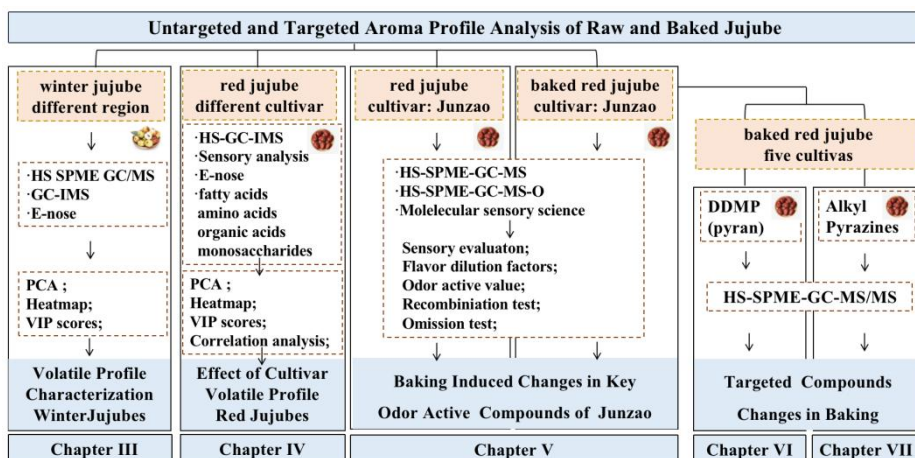 Untargeted and Targeted Aroma Profile Analysis of Raw and Baked Jujube
winter jujube
different region
·HS SPME GC/MS
·GC-IMS
·E-nose
PCA ;
Heatmap;
VIP scores;
Volatile Profile
Characterization
WinterJujubes
Chapter III
red jujube
different cultivar
·HS-GC-IMS
·Sensory analysis
·E-nose
·fatty acids
amino acids
organic acids
monosaccharides
PCA ;
Heatmap;
VIP scores;
Correlation analysis;
Effect of Cultivar
Volatile Profile
Red Jujubes
Chapter IV
red jujube
cultivar: Junzao
baked red jujube
cultivar: Junzao
·HS-SPME-GC-MS
·HS-SPME-GC-MS-O
·Molelecular sensory science
Sensory evaluaton;
Flavor dilution factors;
Odor active value;
Recombiniation test;
Omission test;
Baking Induced Changes in Key
Odor Active Compounds of Junzao
Chapter V
baked red jujube
five cultivas
DDMP
(pyran)
Alkyl
Pyrazines
HS-SPME-GC-MS/MS
Targeted Compounds
Changes in Baking
Chapter VI
Chapter VII